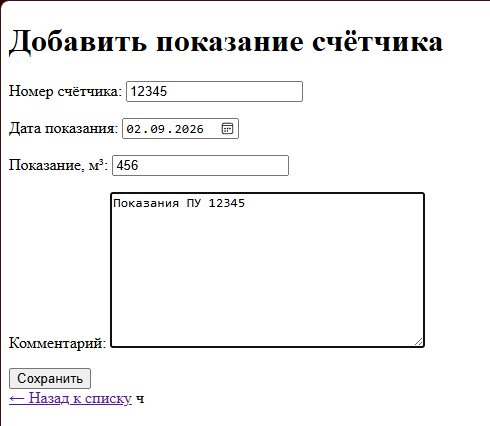 Добавить показание счётчика
Номер счётчика: 12345
Дата показания: 02.09.2026
Показание, м³: 456
Показания ПУ 12345
Комментарий:
Сохранить
← Назад к списку ч